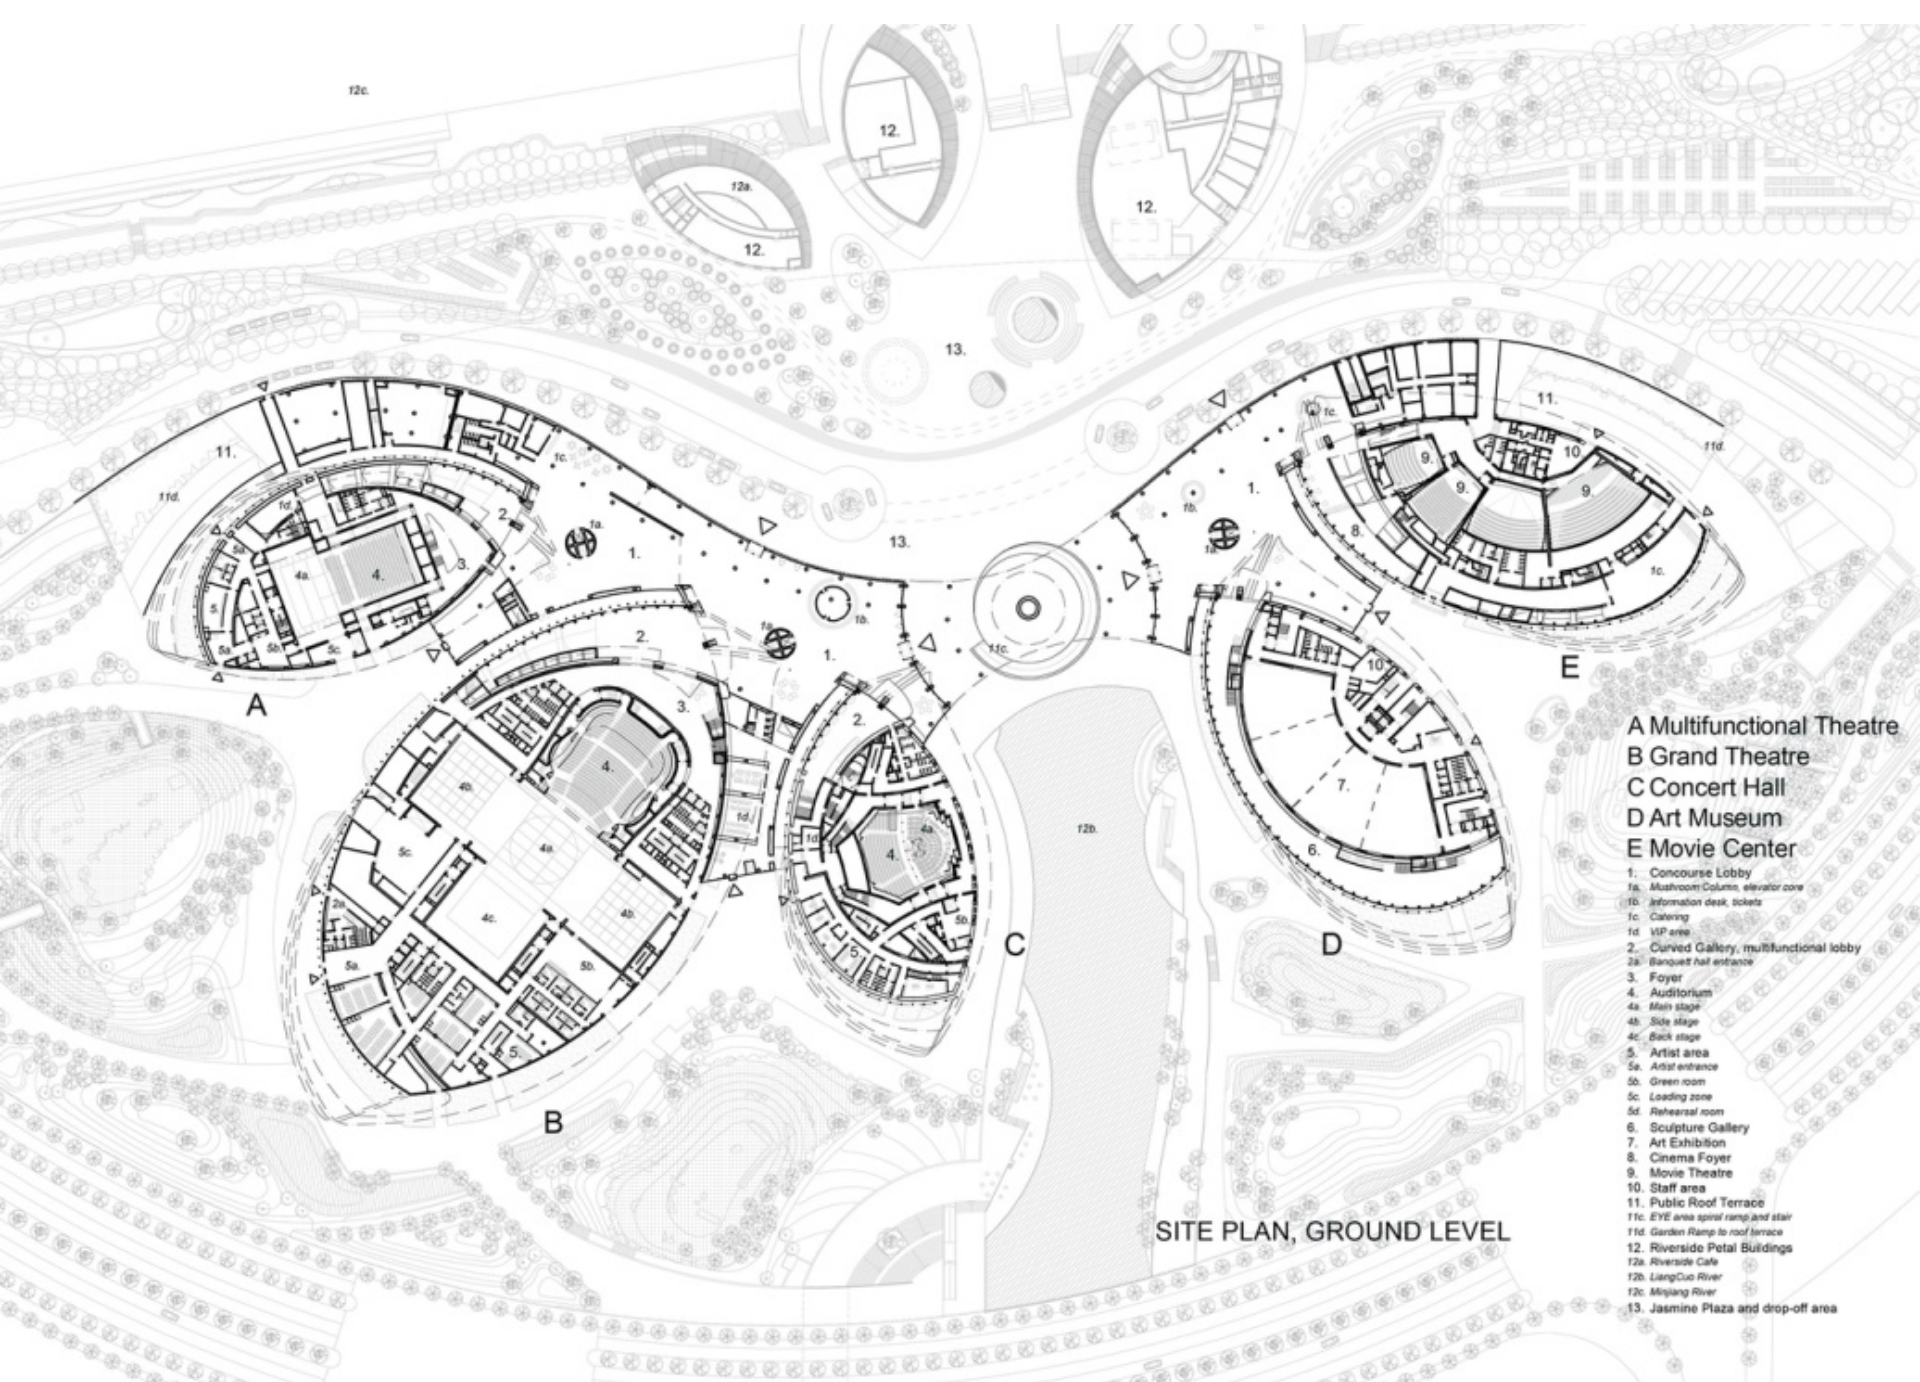 12c.
12.
12a.
12.
12.
13.
11.
11d.
1c.
11.
11d.
1c.
9.
10.
9.
9.
1.
1b.
1a.
8.
1c.
1d.
2.
1a.
1.
13.
4a.
4.
3.
5.
5a.
5b.
5c.
1b.
1a.
1.
11c.
2.
3.
2.
A
E
10.
4.
4b.
4a.
1d.
4.
4a.
1d.
12b.
7.
6.
5c.
2a.
4c.
4b.
5b.
5a.
5b.
5.
5.
C
D
B
A Multifunctional Theatre
B Grand Theatre
C Concert Hall
D Art Museum
E Movie Center
1. Concourse Lobby
1a. Mushroom Column, elevator core
1b. Information desk, tickets
1c. Catering
1d. VIP area
2. Curved Gallery, multifunctional lobby
2a. Banquett hall entrance
3. Foyer
4. Auditorium
4a. Main stage
4b. Side stage
4c. Back stage
5. Artist area
5a. Artist entrance
5b. Green room
5c. Loading zone
5d. Rehearsal room
6. Sculpture Gallery
7. Art Exhibition
8. Cinema Foyer
9. Movie Theatre
10. Staff area
11. Public Roof Terrace
11c. EYE area spiral ramp and stair
11d. Garden Ramp to roof terrace
12. Riverside Petal Buildings
12a. Riverside Cafe
12b. LiangCuo River
12c. Minjiang River
13. Jasmine Plaza and drop-off area
SITE PLAN, GROUND LEVEL